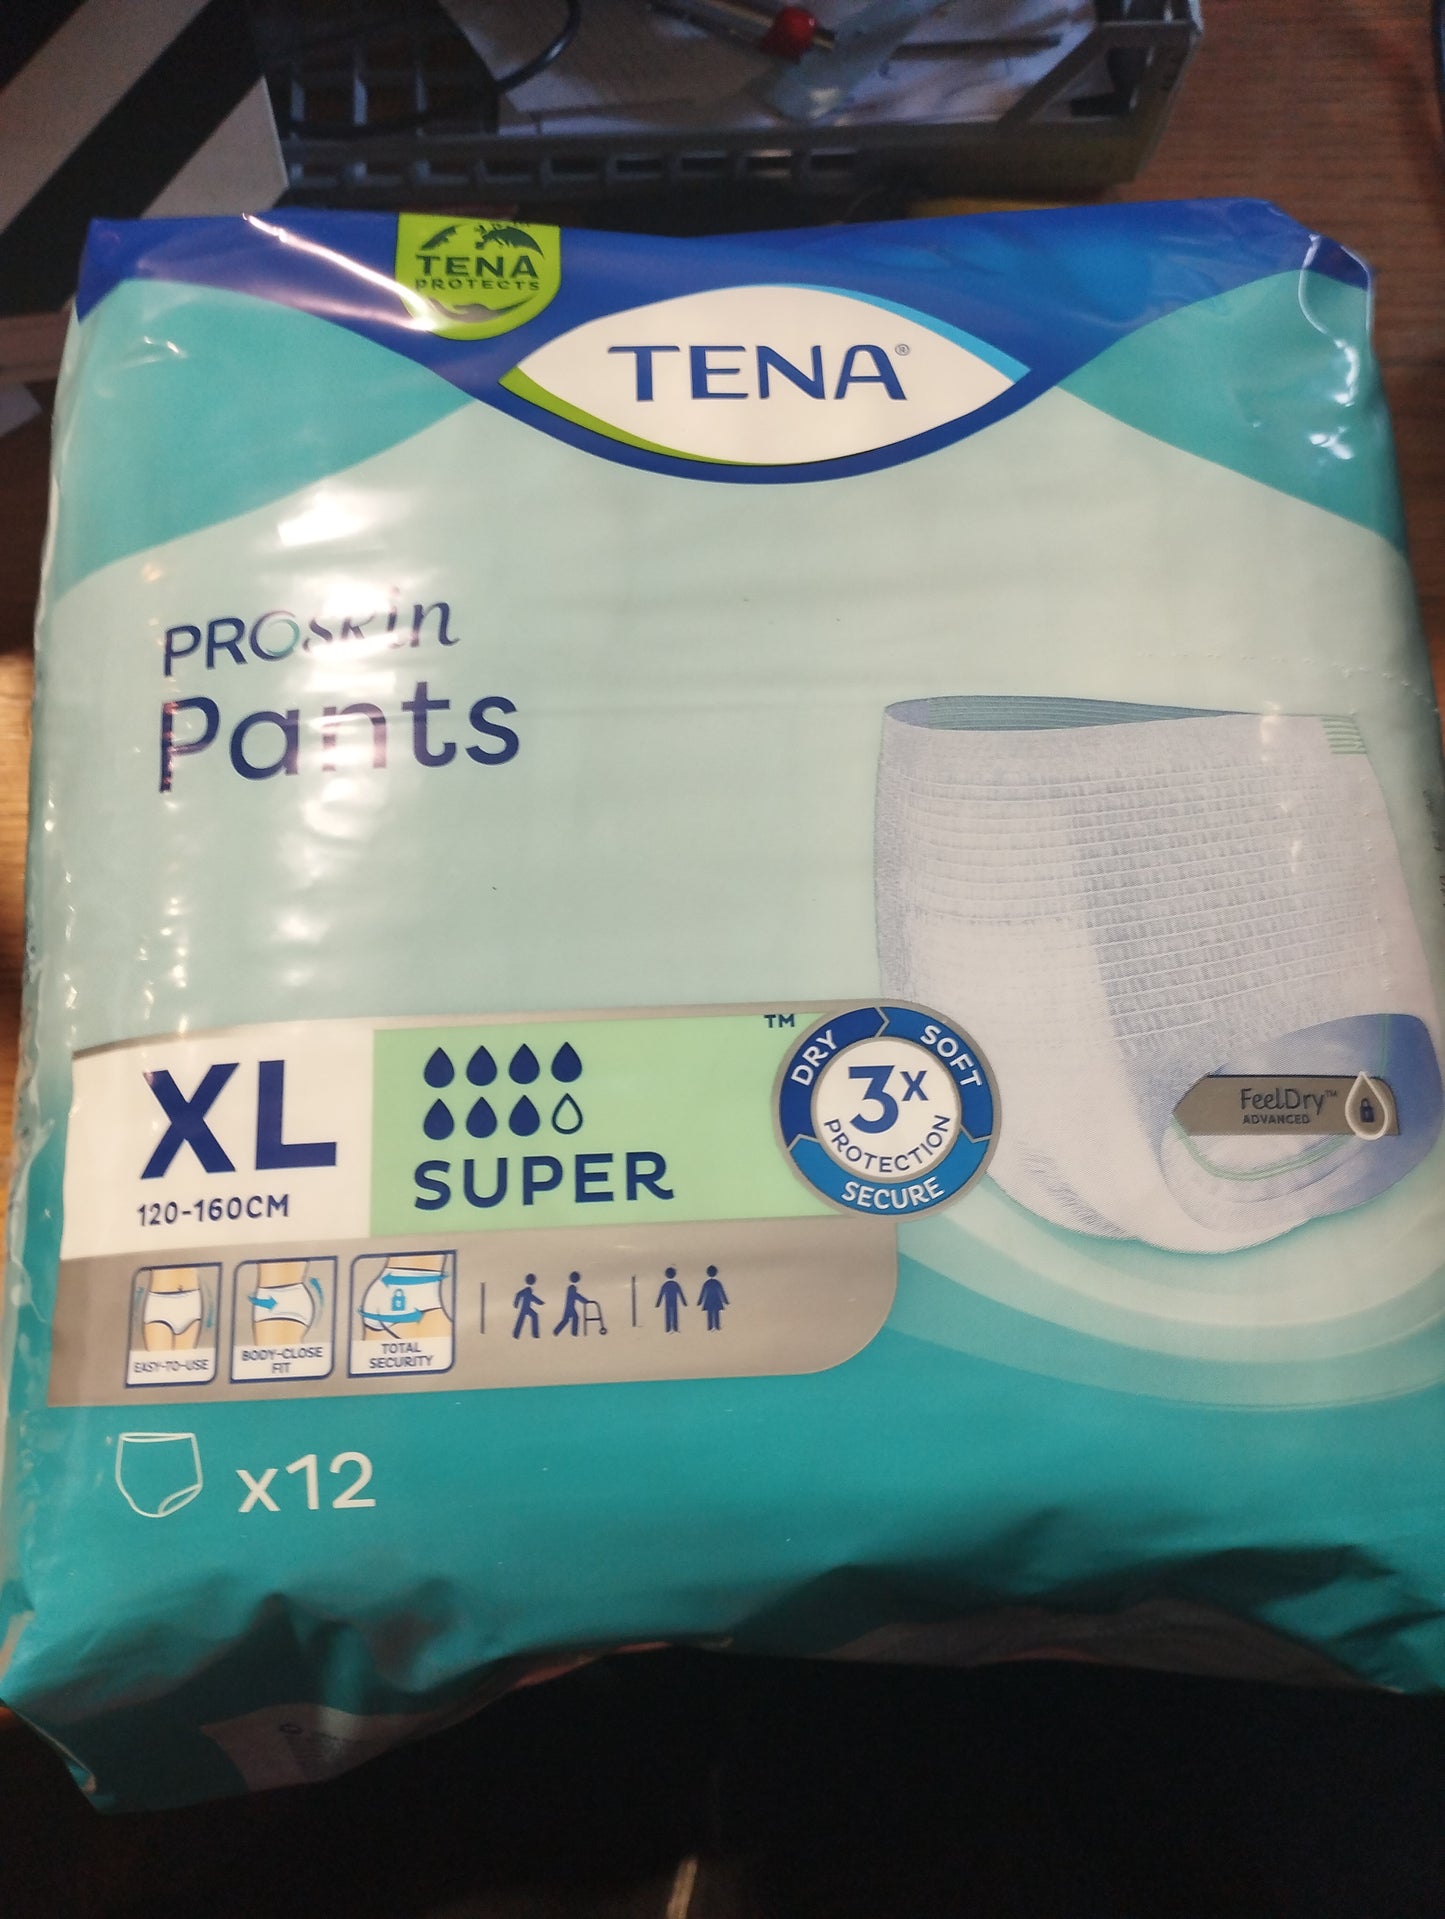 TENA
PROTECTS
TENA®
PROskin
Pants
XL
120-160CM
SUPER
™
DRY
SOFT
3X
PROTECTION
SECURE
FeelDry™
ADVANCED
EASY-TO-USE
BODY-CLOSE
FIT
TOTAL
SECURITY
x12